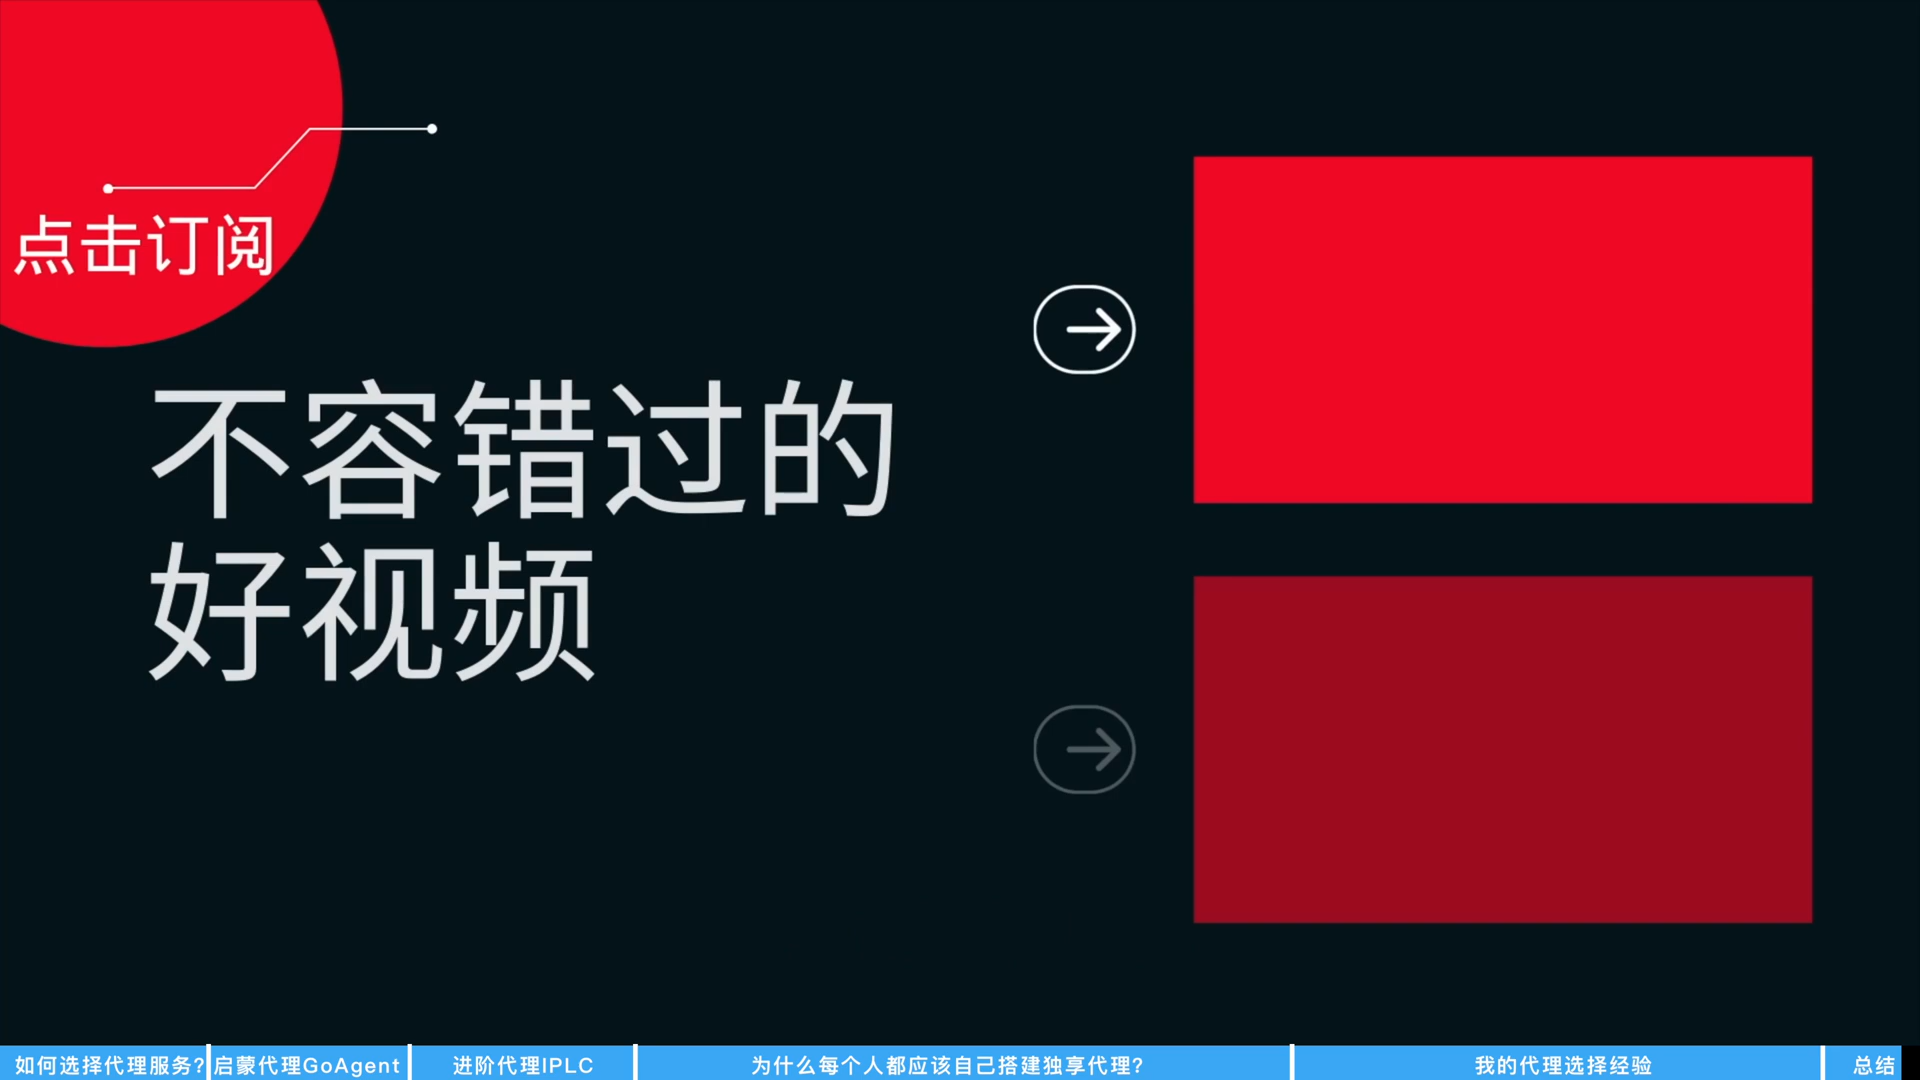 点击订阅
不容错过的
好视频
如何选择代理服务?
启蒙代理GoAgent
进阶代理IPLC
为什么每个人都应该自己搭建独享代理?
我的代理选择经验
总结